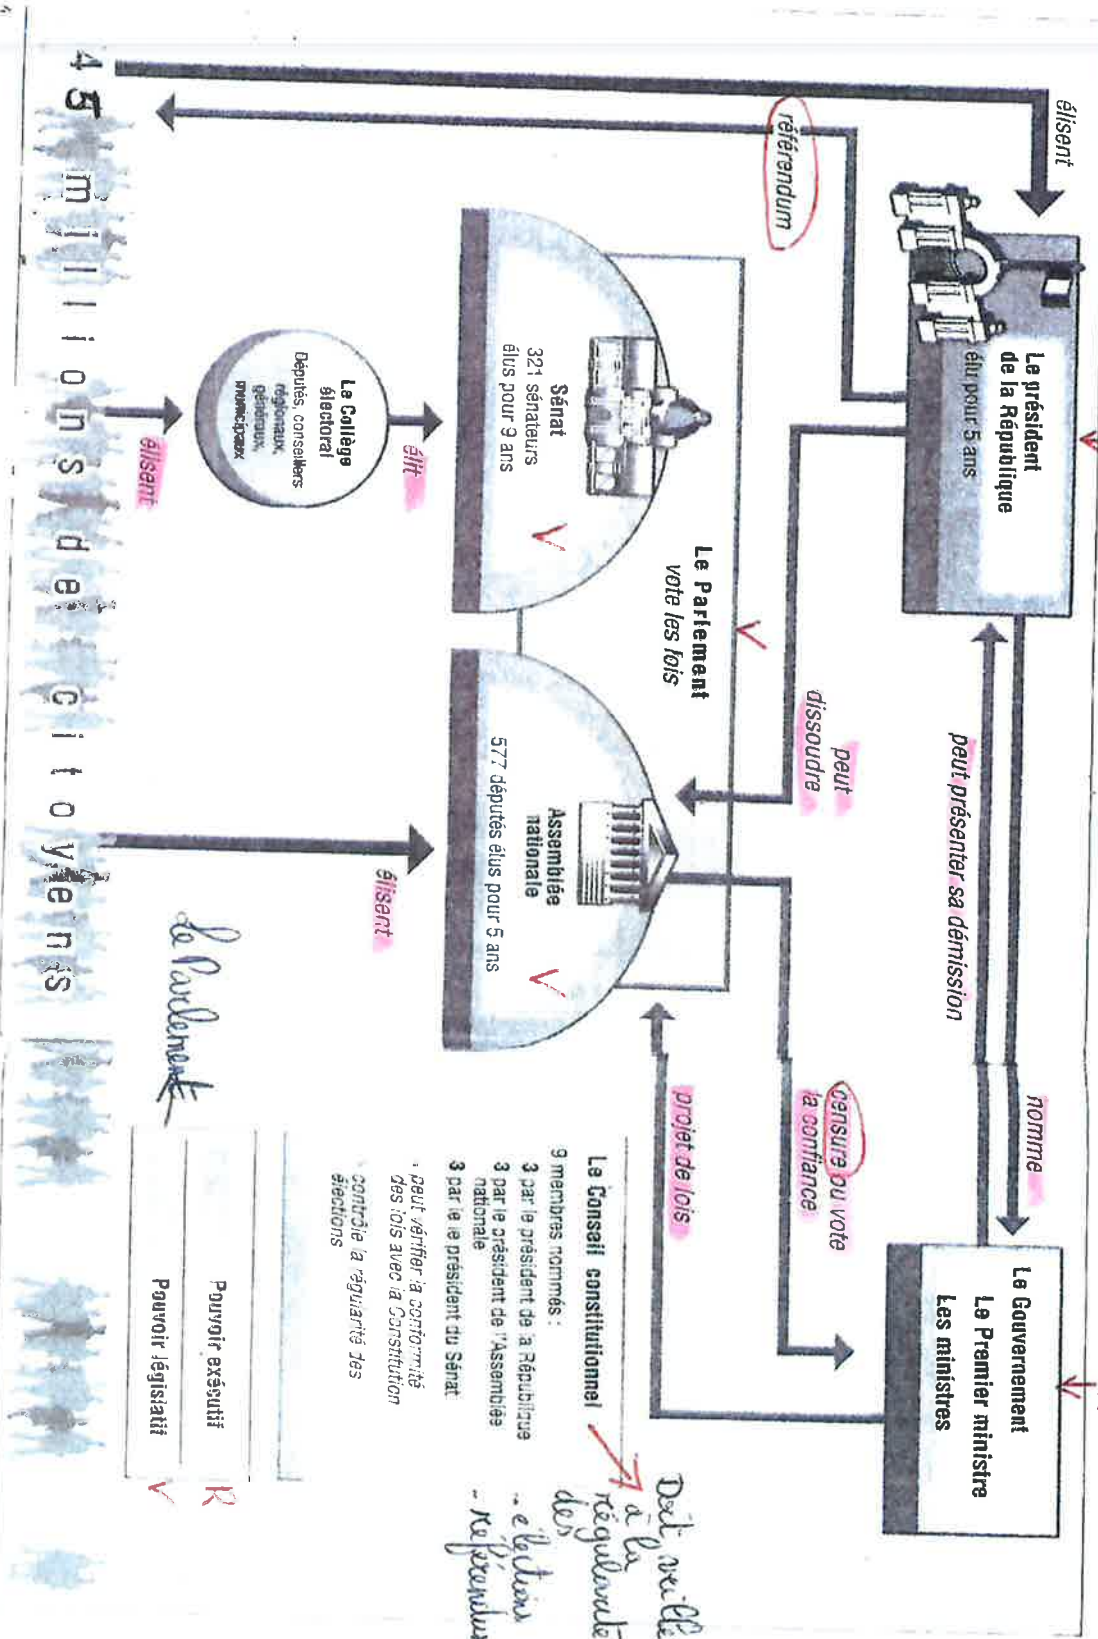 élisent
référendum
Le président
de la République
élu pour 5 ans
nomme
peut présenter sa démission
Le Gouvernement
Le Premier ministre
Les ministres
peut
dissoudre
censure ou vote
la confiance
projet de lois
Le Parlement
vote les lois
Sénat
321 sénateurs
élus pour 9 ans
Assemblée
nationale
577 députés élus pour 5 ans
élit
Le Collège
électoral
Députés, conseillers
régionaux,
généraux,
municipaux
élisent
élisent
Le Conseil constitutionnel
9 membres nommés :
3 par le président de la République
3 par le président de l'Assemblée
nationale
3 par le le président du Sénat
- peut vérifier la conformité
des lois avec la Constitution
- contrôle la régularité des
élections
Doit veille
à la
régularité
des
- élections
- référendum
Le Parlement
Pouvoir exécutif R
Pouvoir législatif V
45 millions de citoyens